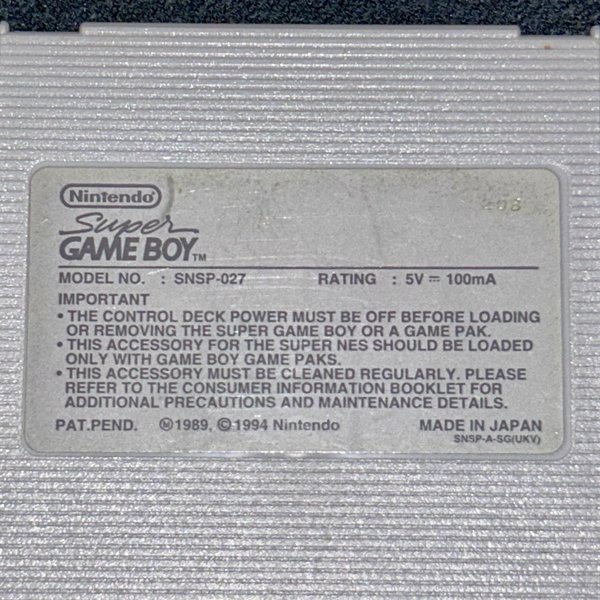 Nintendo
Super
GAME BOY TM
MODEL NO. : SNSP-027 RATING : 5V ⎓ 100mA
IMPORTANT
• THE CONTROL DECK POWER MUST BE OFF BEFORE LOADING
OR REMOVING THE SUPER GAME BOY OR A GAME PAK.
• THIS ACCESSORY FOR THE SUPER NES SHOULD BE LOADED
ONLY WITH GAME BOY GAME PAKS.
• THIS ACCESSORY MUST BE CLEANED REGULARLY. PLEASE
REFER TO THE CONSUMER INFORMATION BOOKLET FOR
ADDITIONAL PRECAUTIONS AND MAINTENANCE DETAILS.
PAT.PEND. Ⓜ1989, ©1994 Nintendo MADE IN JAPAN
SNSP-A-SG(UKV)